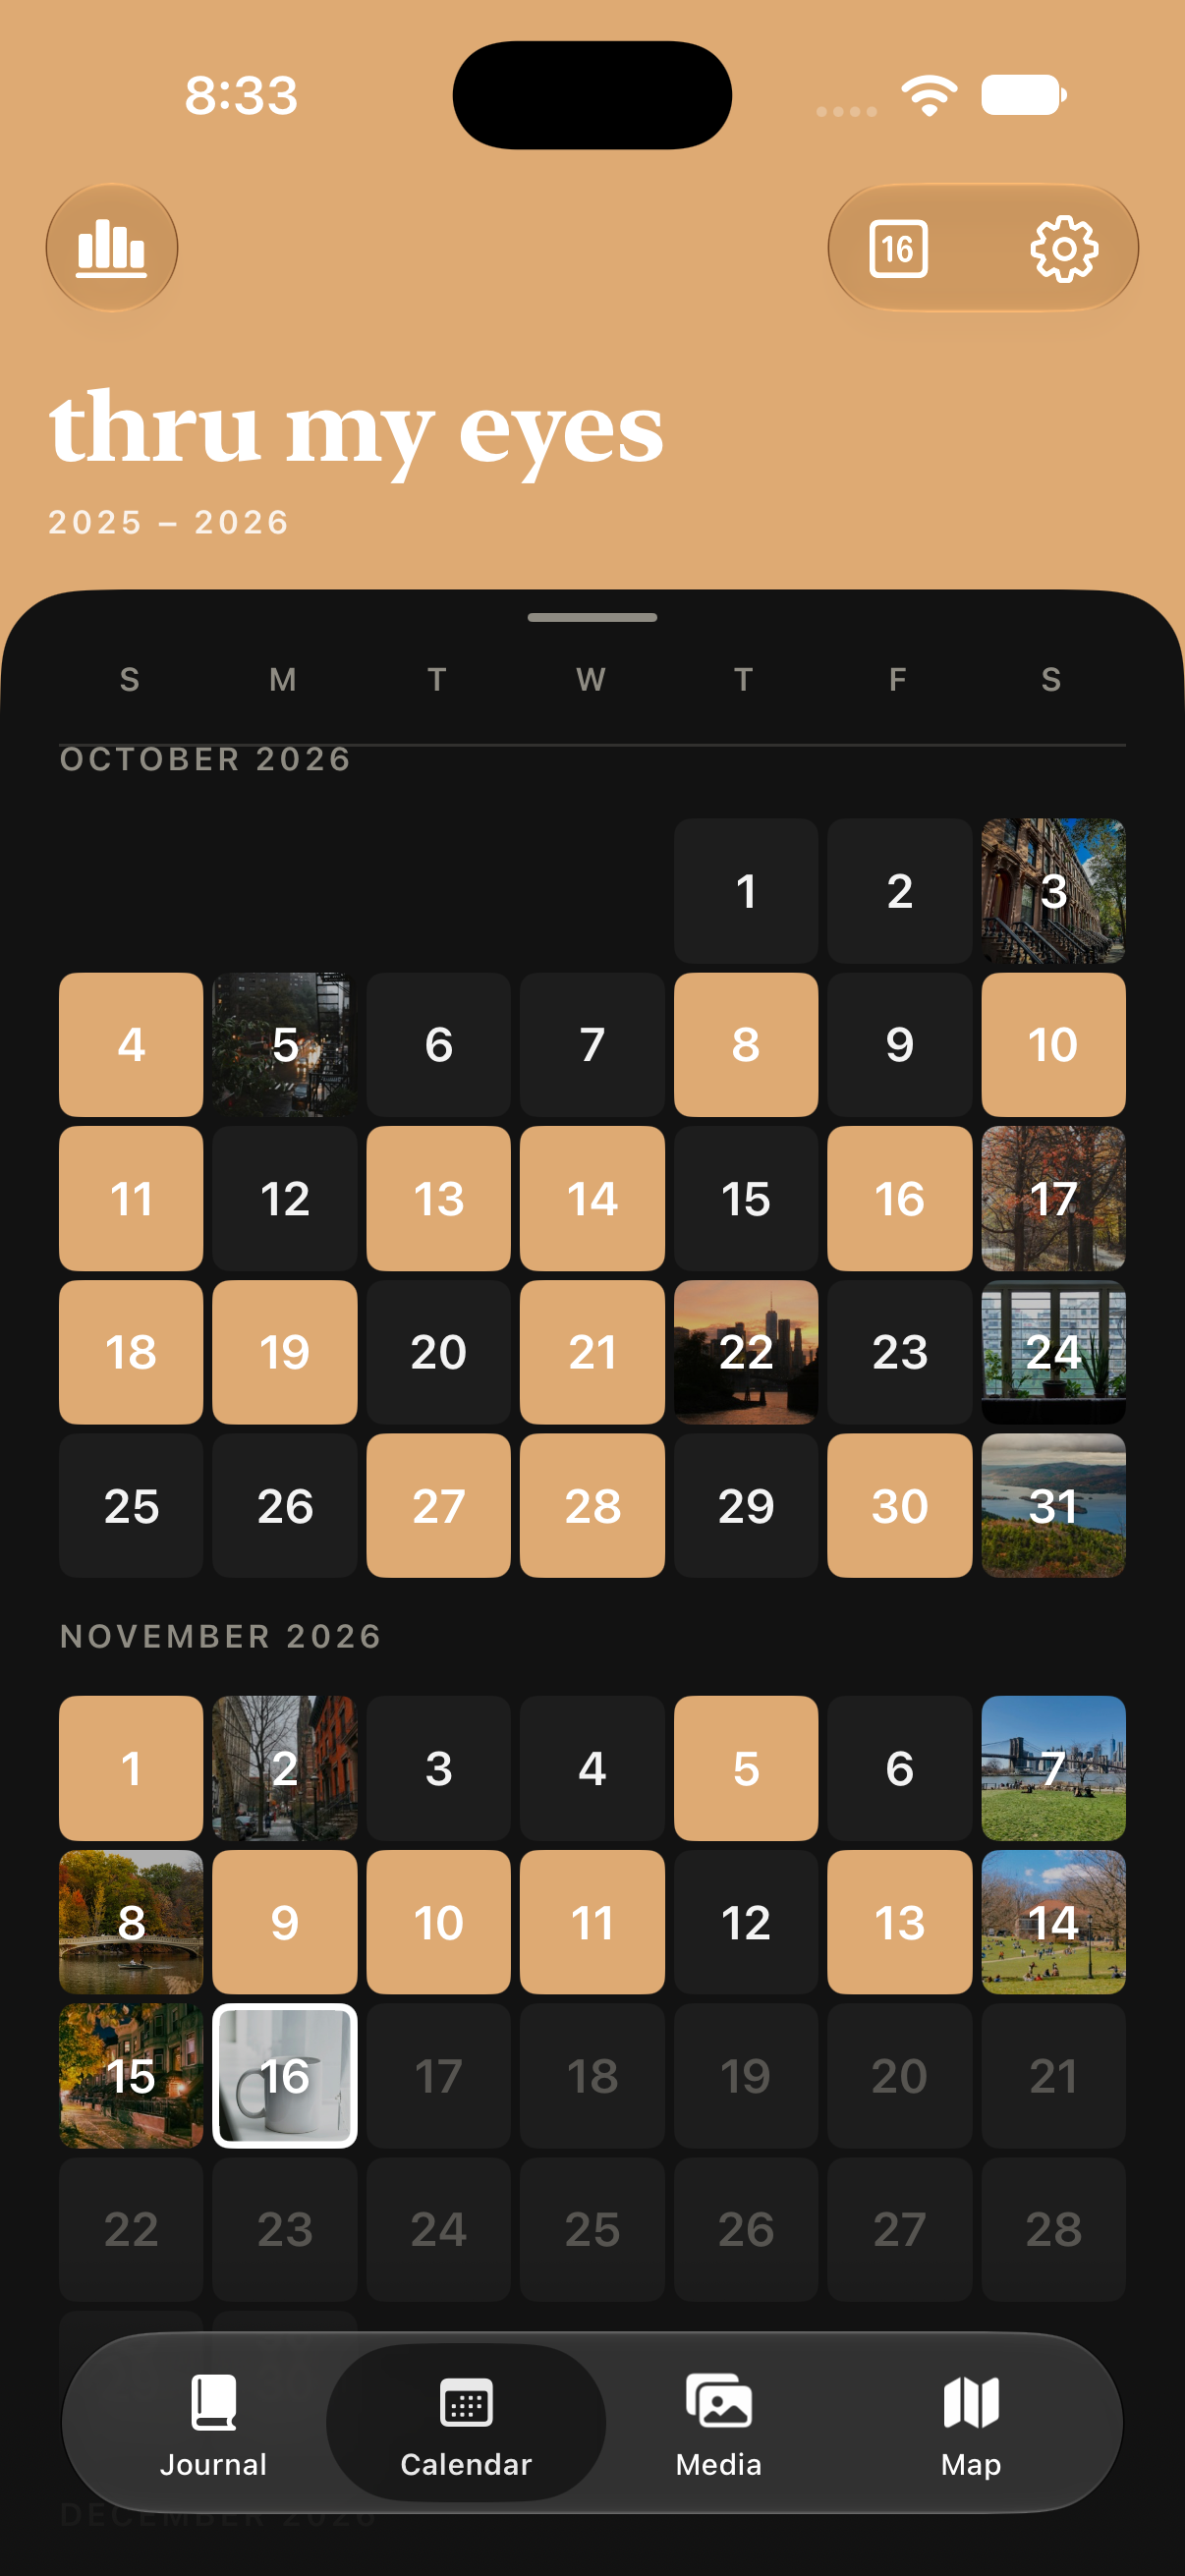 8:33
16
thru my eyes
2025 – 2026
S M T W T F S
OCTOBER 2026
1 2 3
4 5 6 7 8 9 10
11 12 13 14 15 16 17
18 19 20 21 22 23 24
25 26 27 28 29 30 31
NOVEMBER 2026
1 2 3 4 5 6 7
8 9 10 11 12 13 14
15 16 17 18 19 20 21
22 23 24 25 26 27 28
Journal Calendar Media Map
DECEMBER 2026